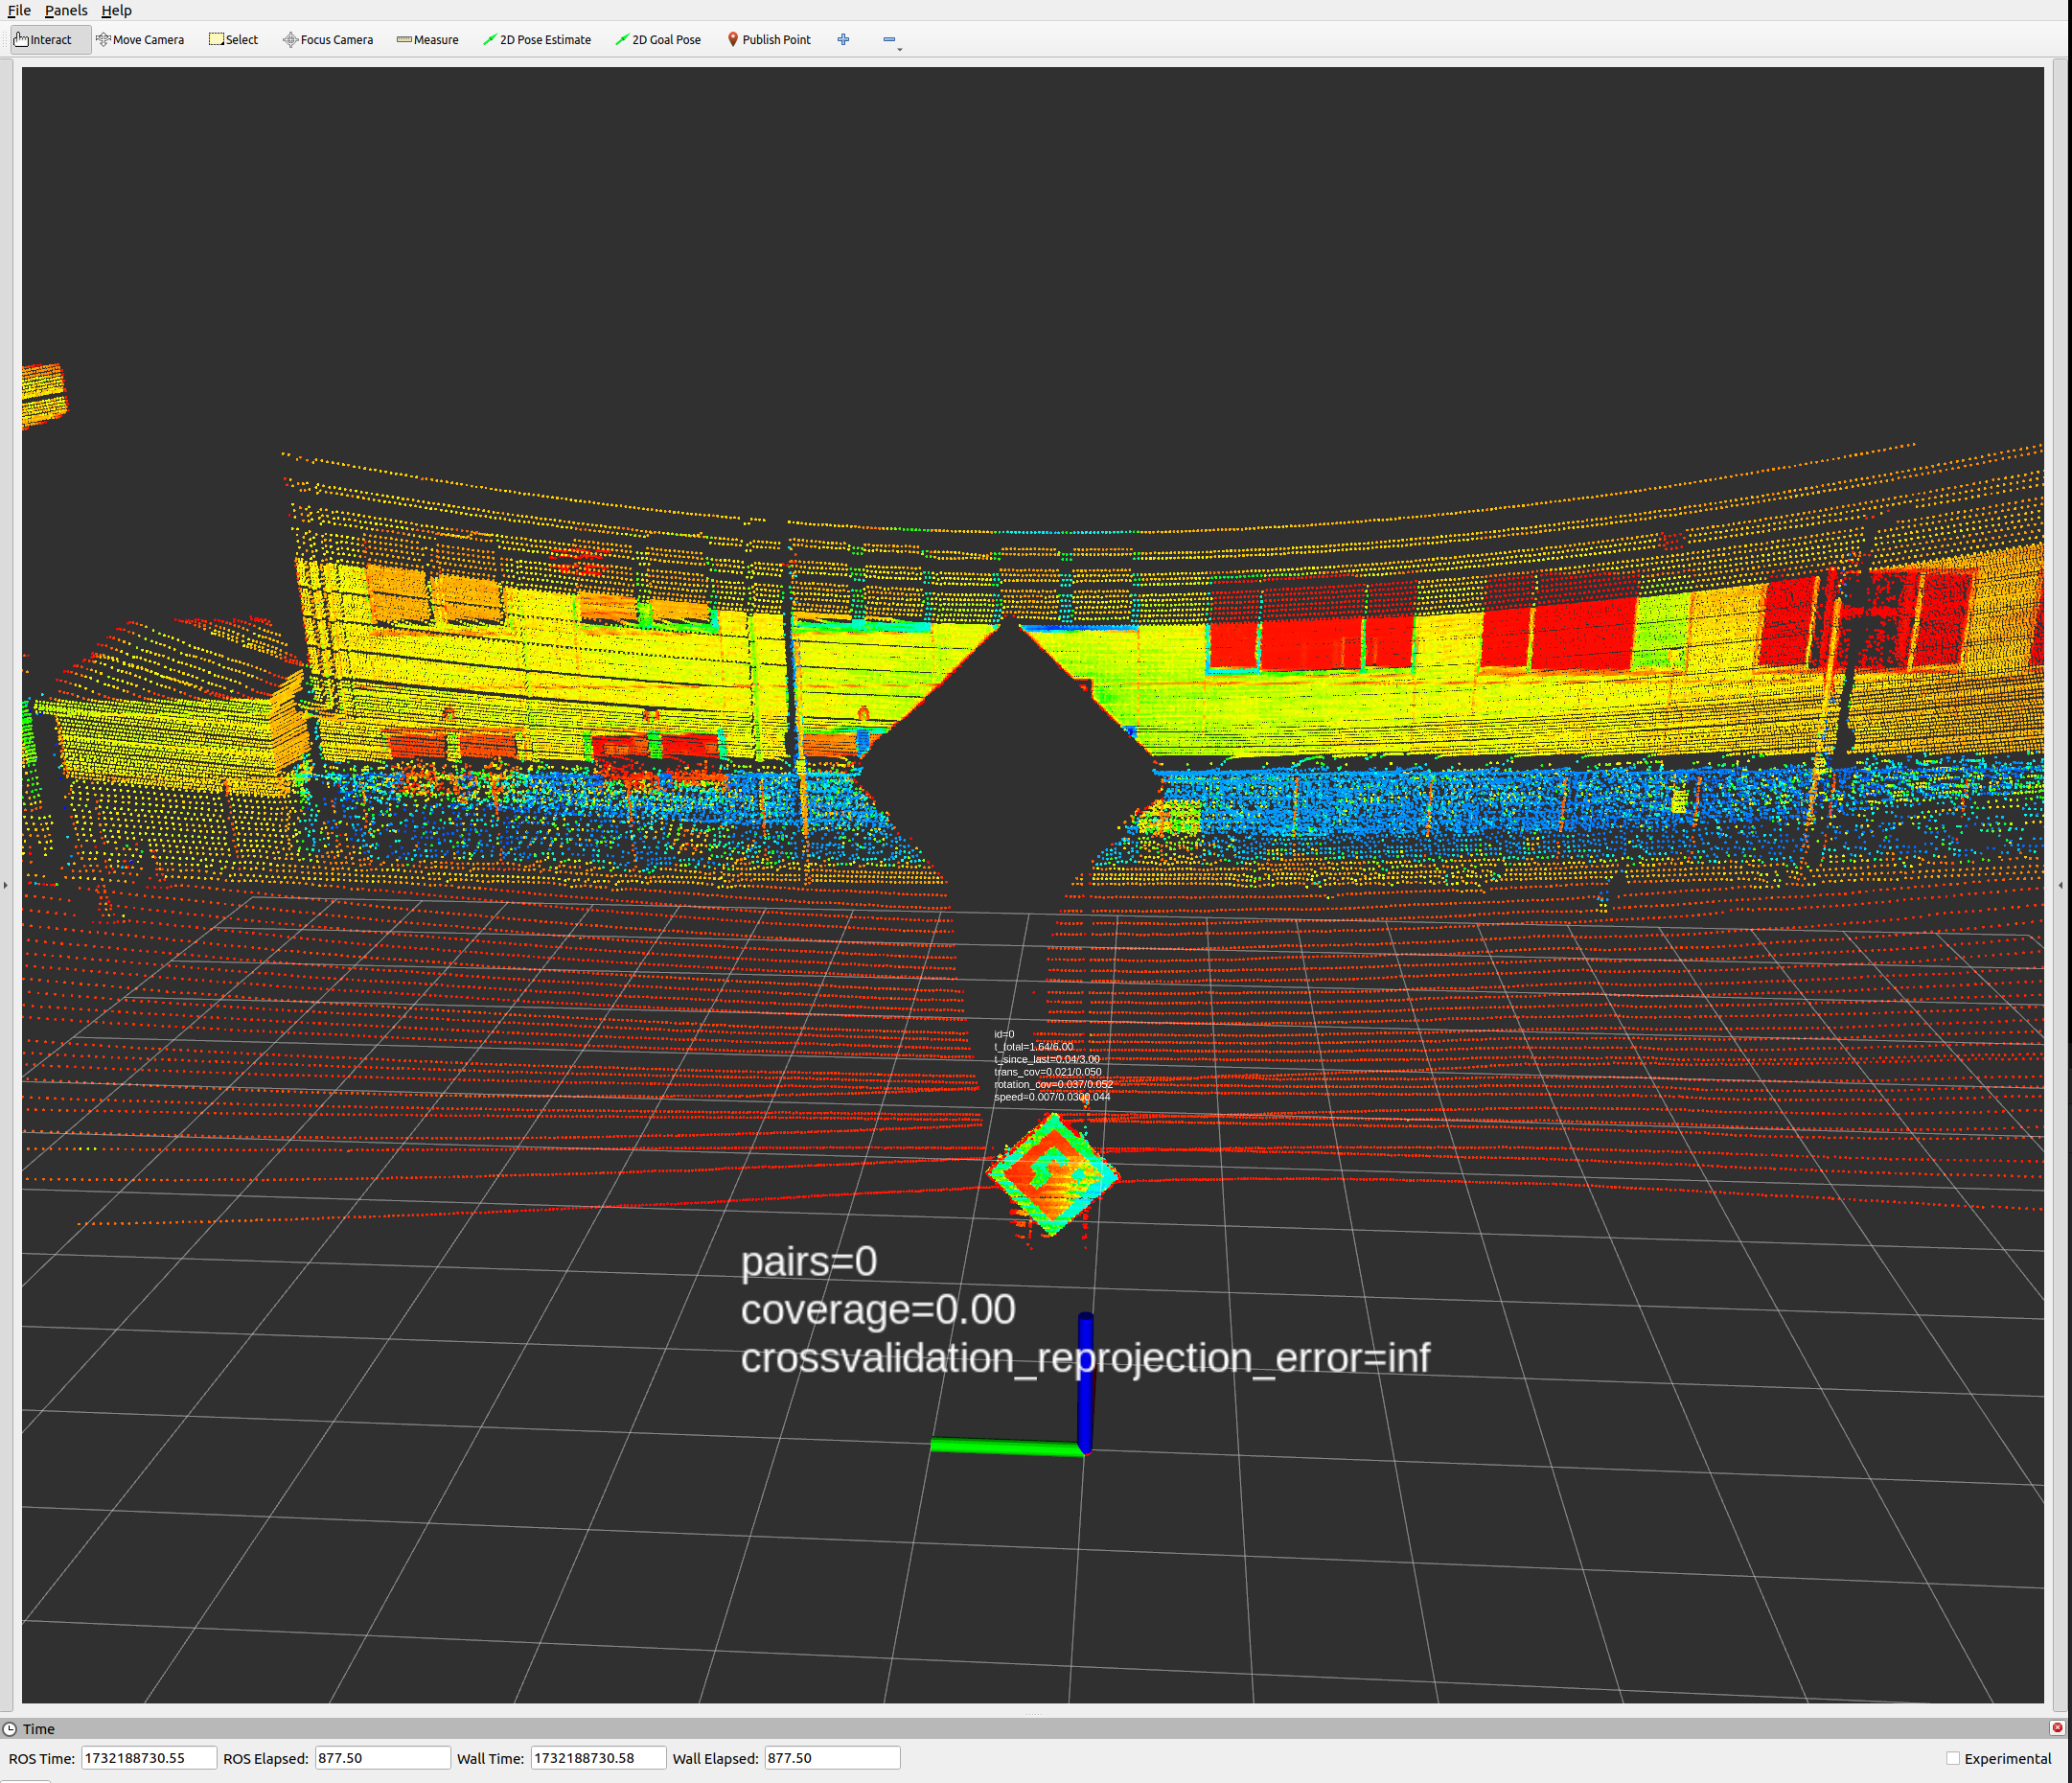 File Panels Help
Interact Move Camera Select Focus Camera Measure 2D Pose Estimate 2D Goal Pose Publish Point
id=0
t_total=1.64/6.00
t_since_last=0.04/3.00
trans_cov=0.021/0.050
rotation_cov=0.037/0.052
speed=0.007/0.0300.044
pairs=0
coverage=0.00
crossvalidation_reprojection_error=inf
Time
ROS Time: 1732188730.55 ROS Elapsed: 877.50 Wall Time: 1732188730.58 Wall Elapsed: 877.50 Experimental